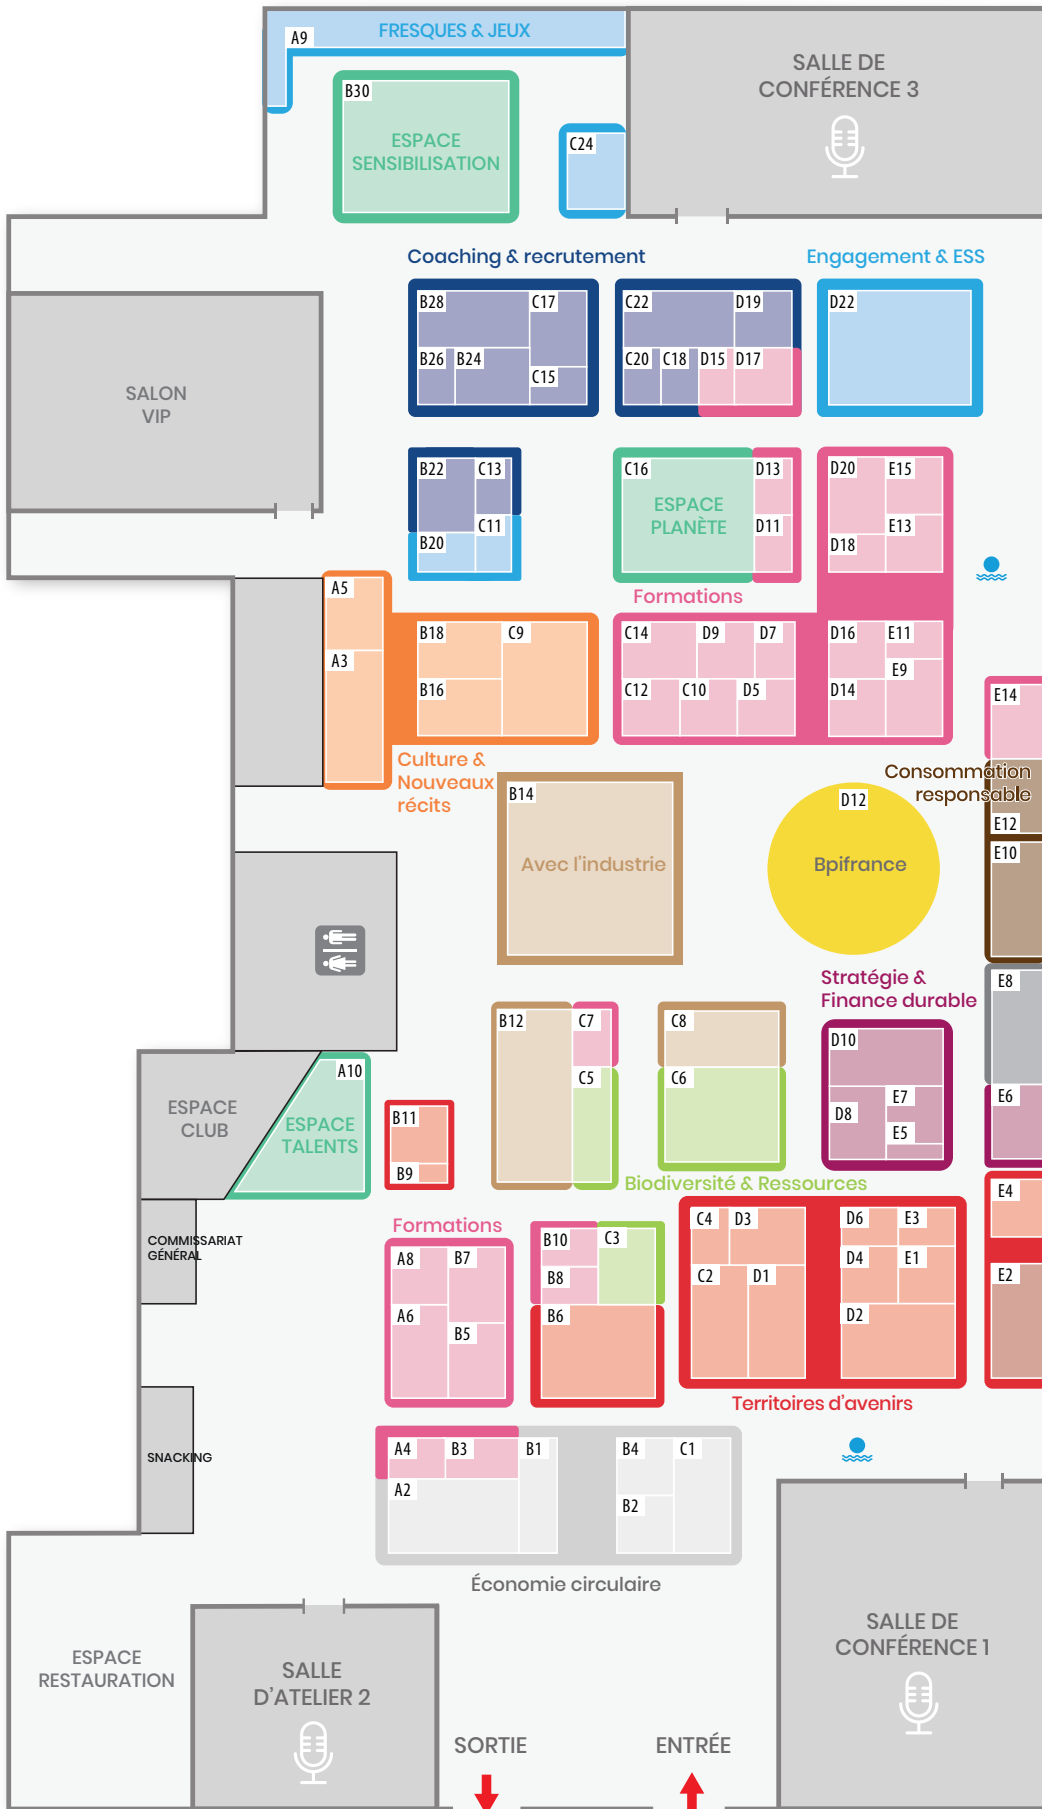 A9
FRESQUES & JEUX
SALLE DE
CONFÉRENCE 3
B30
ESPACE
SENSIBILISATION
C24
Coaching & recrutement
Engagement & ESS
B28
C17
C22
D19
D22
B26
B24
C20
C18
D15
D17
C15
SALON
VIP
B22
C13
C16
D13
D20
E15
ESPACE
PLANÈTE
C11
D11
E13
B20
D18
A5
Formations
B18
C9
C14
D9
D7
D16
E11
A3
E9
B16
C12
C10
D5
D14
E14
Culture &
Nouveaux
récits
Consommation
responsable
B14
D12
E12
E10
Avec l'industrie
Bpifrance
Stratégie &
Finance durable
E8
B12
C7
C8
D10
A10
C5
C6
E7
E6
D8
E5
ESPACE
CLUB
ESPACE
TALENTS
B11
B9
Biodiversité & Ressources
E4
Formations
C4
D3
D6
E3
COMMISSARIAT
GÉNÉRAL
A8
B7
B10
C3
D4
E1
B8
C2
D1
E2
A6
B6
D2
B5
Territoires d'avenirs
A4
B3
B1
B4
C1
SNACKING
A2
B2
Économie circulaire
SALLE DE
CONFÉRENCE 1
ESPACE
RESTAURATION
SALLE
D'ATELIER 2
SORTIE
ENTRÉE